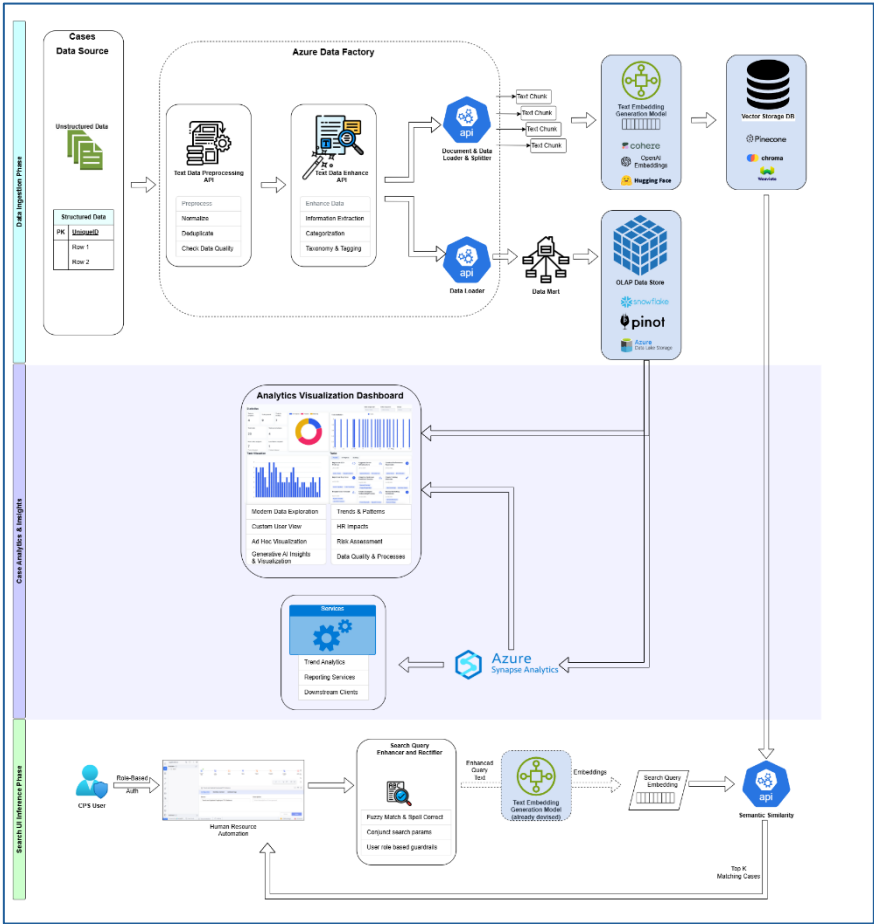 Data Ingestion Phase
Cases
Data Source
Unstructured Data
Structured Data
PK UniqueID
Row 1
Row 2
Azure Data Factory
Text Data Preprocessing
API
Preprocess
Normalize
Deduplicate
Check Data Quality
Text Data Enhance
API
Enhance Data
Information Extraction
Categorization
Taxonomy & Tagging
api
Document & Data
Loader & Splitter
Text Chunk
Text Chunk
Text Chunk
Text Chunk
api
Data Loader
Data Mart
Text Embedding
Generation Model
cohere
OpenAI
Embeddings
Hugging Face
Vector Storage DB
Pinecone
chroma
Weaviate
OLAP Data Store
snowflake
pinot
Azure
Data Lake Storage
Case Analytics & Insights
Analytics Visualization Dashboard
Modern Data Exploration
Custom User View
Ad Hoc Visualization
Generative AI Insights
& Visualization
Trends & Patterns
HR Impacts
Risk Assessment
Data Quality & Processes
Services
Trend Analytics
Reporting Services
Downstream Clients
Azure
Synapse Analytics
Search UI Inference Phase
CPS User
Role-Based
Auth
Human Resource
Automation
Search Query
Enhancer and Rectifier
Fuzzy Match & Spell Correct
Conjunct search params
User role based guardrails
Enhanced
Query
Text
Text Embedding
Generation Model
(already devised)
Embeddings
Search Query
Embedding
api
Semantic Similarity
Top K
Matching Cases